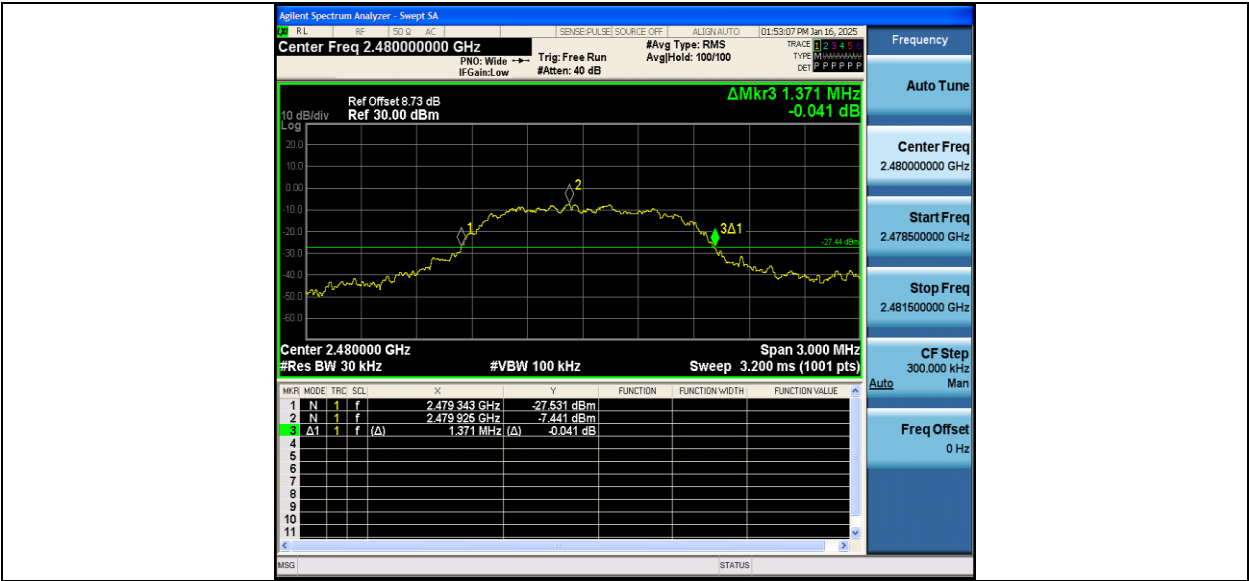 Agilent Spectrum Analyzer - Swept SA
RL RF 50 Ω AC SENSE:PULSE SOURCE OFF ALIGN AUTO 01:53:07 PM Jan 16, 2025
Center Freq 2.480000000 GHz
#Avg Type: RMS
TRACE 1 2 3 4 5 6
PNO: Wide
Trig: Free Run
Avg|Hold: 100/100
TYPE M
IFGain:Low
#Atten: 40 dB
DET P P P P P P
ΔMkr3 1.371 MHz
-0.041 dB
Ref Offset 8.73 dB
10 dB/div Ref 30.00 dBm
Log
20.0
10.0
0.00
-10.0
-20.0
-30.0
-40.0
-50.0
-60.0
1
2
3Δ1
-27.44 dBm
Center 2.480000 GHz Span 3.000 MHz
#Res BW 30 kHz #VBW 100 kHz Sweep 3.200 ms (1001 pts)
MKR MODE TRC SCL X Y FUNCTION FUNCTION WIDTH FUNCTION VALUE
1 N 1 f 2.479 343 GHz -27.531 dBm
2 N 1 f 2.479 925 GHz -7.441 dBm
3 Δ1 1 f (Δ) 1.371 MHz (Δ) -0.041 dB
4
5
6
7
8
9
10
11
MSG STATUS
Frequency
Auto Tune
Center Freq
2.480000000 GHz
Start Freq
2.478500000 GHz
Stop Freq
2.481500000 GHz
CF Step
300.000 kHz
Auto Man
Freq Offset
0 Hz